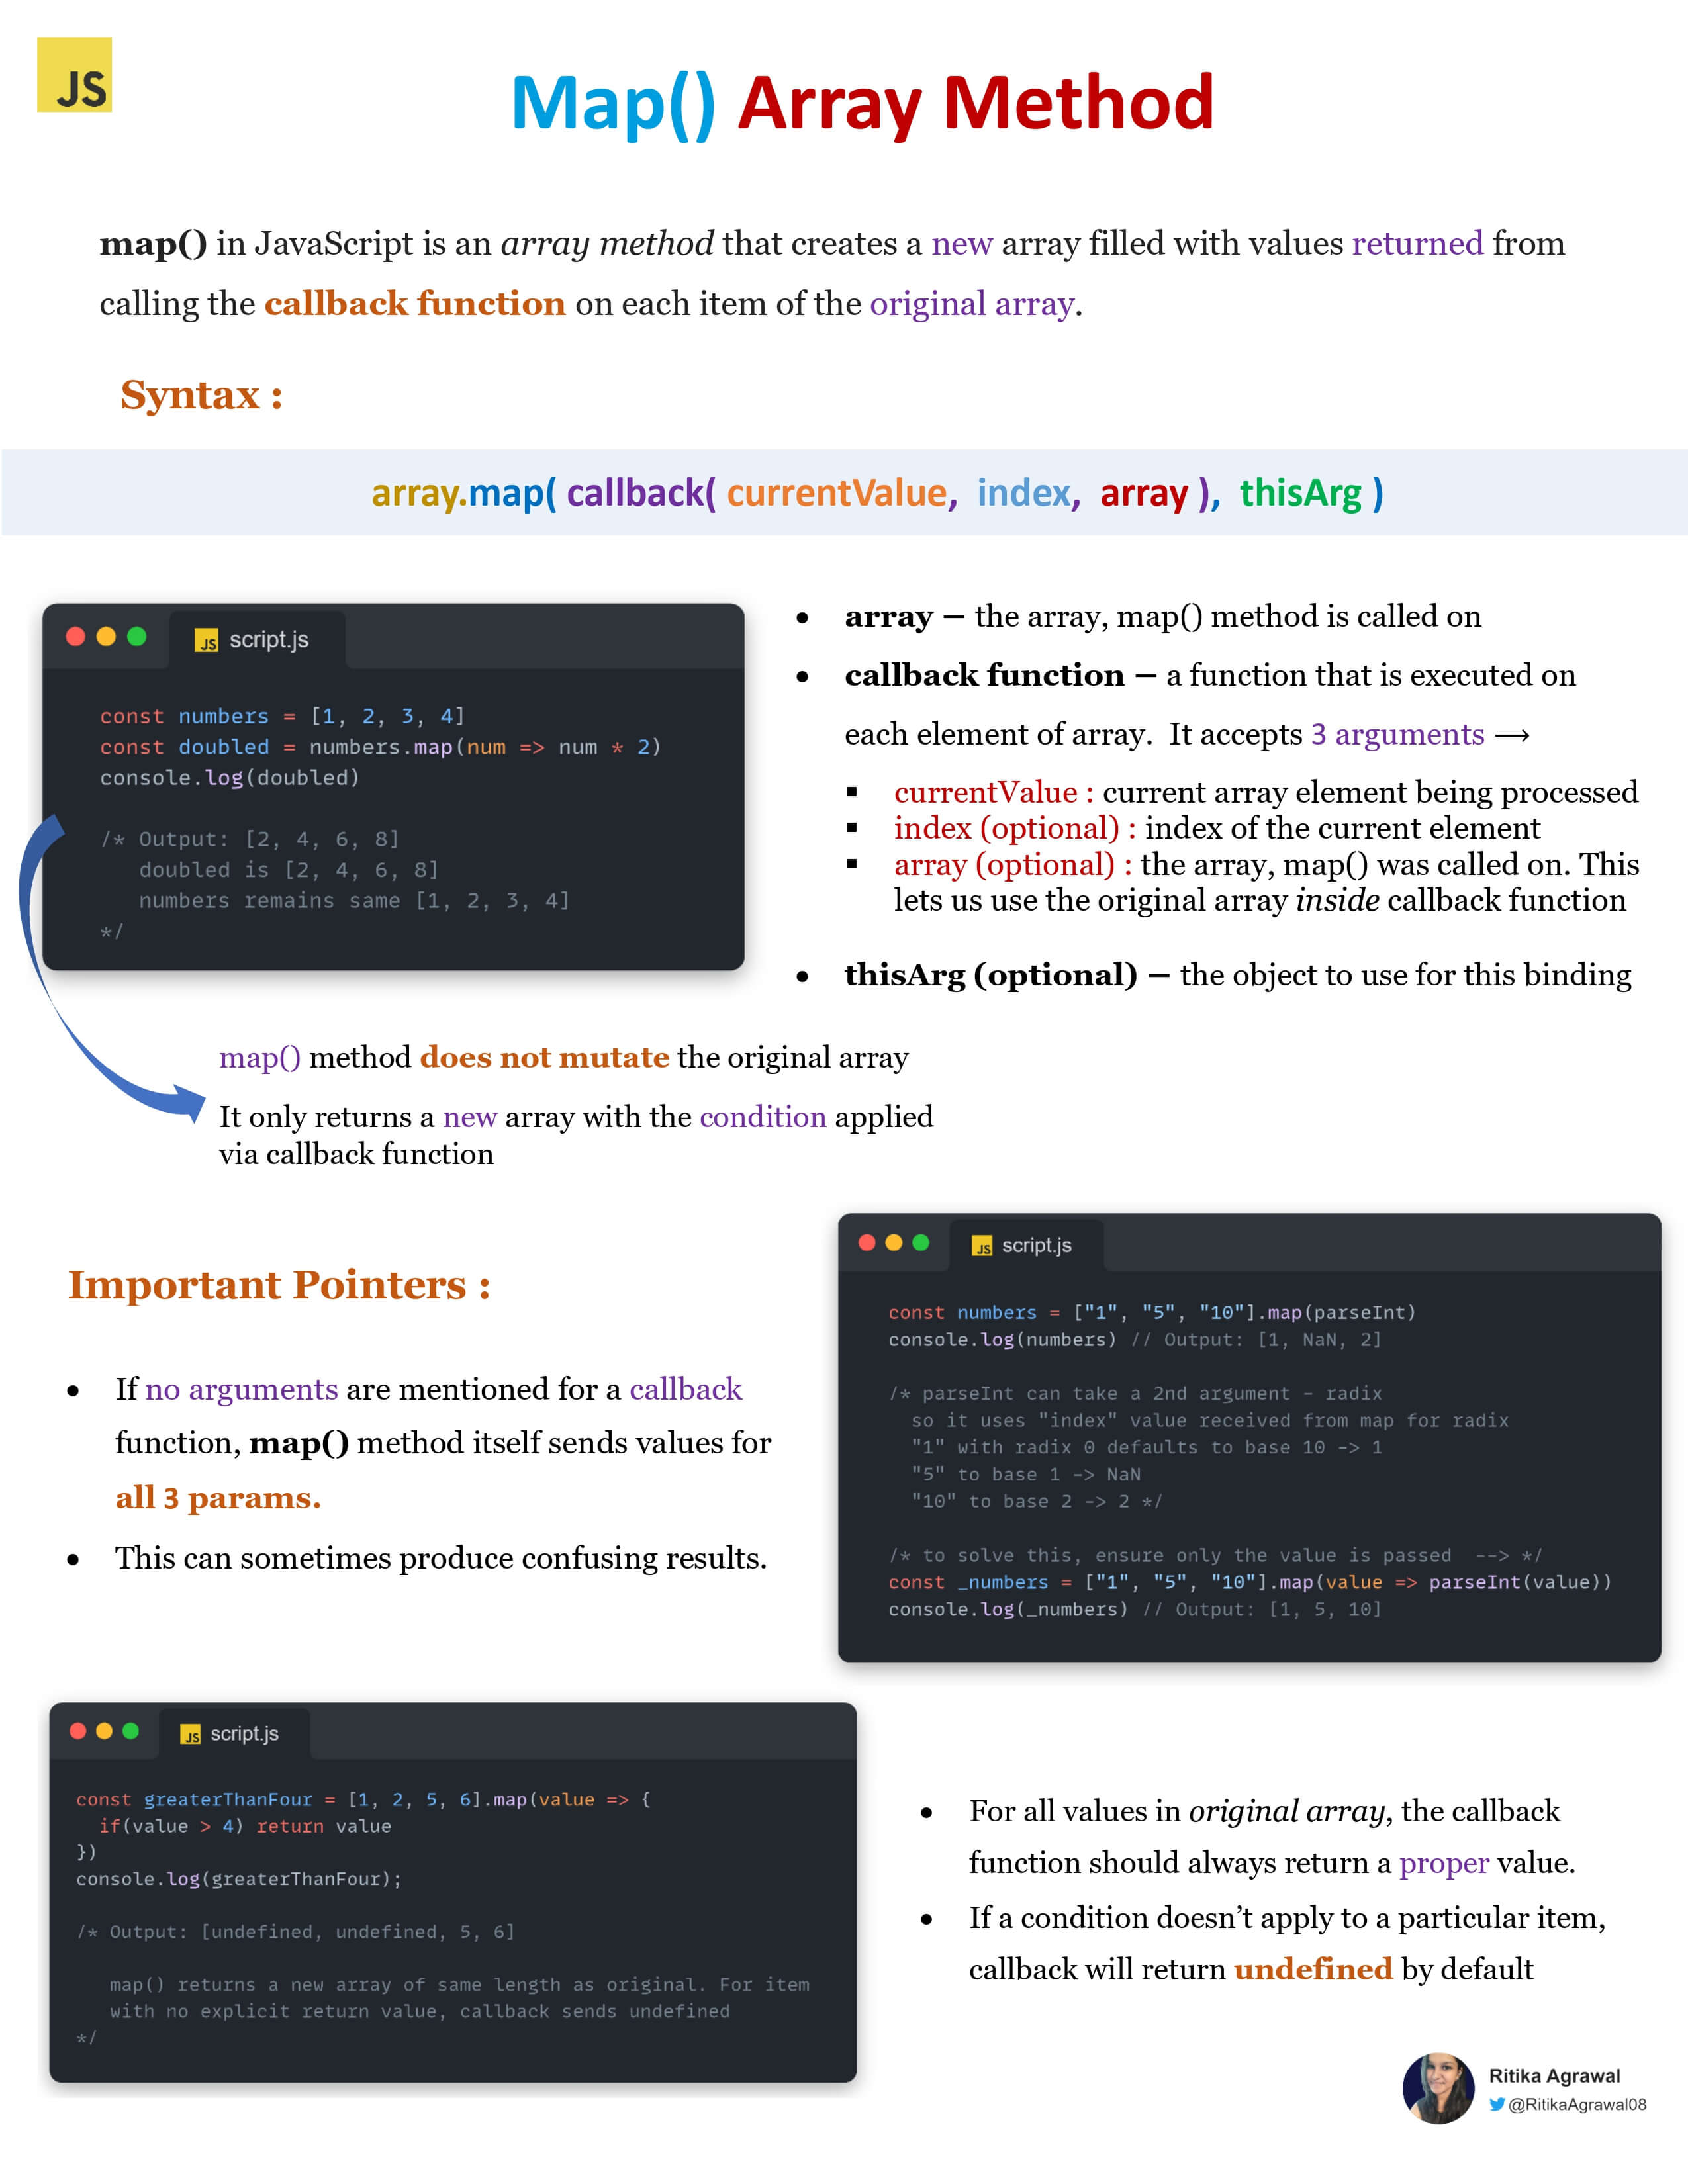 JS
Map() Array Method
map() in JavaScript is an array method that creates a new array filled with values returned from
calling the callback function on each item of the original array.
Syntax :
array.map( callback( currentValue, index, array ), thisArg )
JS script.js
const numbers = [1, 2, 3, 4]
const doubled = numbers.map(num => num * 2)
console.log(doubled)
/* Output: [2, 4, 6, 8]
doubled is [2, 4, 6, 8]
numbers remains same [1, 2, 3, 4]
*/
• array – the array, map() method is called on
• callback function – a function that is executed on
each element of array. It accepts 3 arguments →
▪ currentValue : current array element being processed
▪ index (optional) : index of the current element
▪ array (optional) : the array, map() was called on. This
lets us use the original array inside callback function
• thisArg (optional) – the object to use for this binding
map() method does not mutate the original array
It only returns a new array with the condition applied
via callback function
Important Pointers :
• If no arguments are mentioned for a callback
function, map() method itself sends values for
all 3 params.
• This can sometimes produce confusing results.
JS script.js
const numbers = ["1", "5", "10"].map(parseInt)
console.log(numbers) // Output: [1, NaN, 2]
/* parseInt can take a 2nd argument - radix
so it uses "index" value received from map for radix
"1" with radix 0 defaults to base 10 -> 1
"5" to base 1 -> NaN
"10" to base 2 -> 2 */
/* to solve this, ensure only the value is passed --> */
const _numbers = ["1", "5", "10"].map(value => parseInt(value))
console.log(_numbers) // Output: [1, 5, 10]
JS script.js
const greaterThanFour = [1, 2, 5, 6].map(value => {
if(value > 4) return value
})
console.log(greaterThanFour);
/* Output: [undefined, undefined, 5, 6]
map() returns a new array of same length as original. For item
with no explicit return value, callback sends undefined
*/
• For all values in original array, the callback
function should always return a proper value.
• If a condition doesn’t apply to a particular item,
callback will return undefined by default
Ritika Agrawal
@RitikaAgrawal08